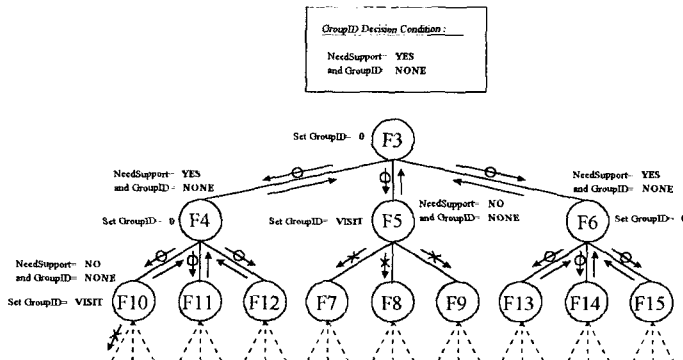 GroupID Decision Condition :
NeedSupport= YES
and GroupID= NONE
Set GroupID= 0
F3
NeedSupport= YES
and GroupID= NONE
NeedSupport= YES
and GroupID= NONE
NeedSupport= NO
and GroupID= NONE
Set GroupID= 0
F4
Set GroupID= VISIT
F5
F6
Set GroupID=
NeedSupport= NO
and GroupID= NONE
Set GroupID= VISIT
F10
F11
F12
F7
F8
F9
F13
F14
F15